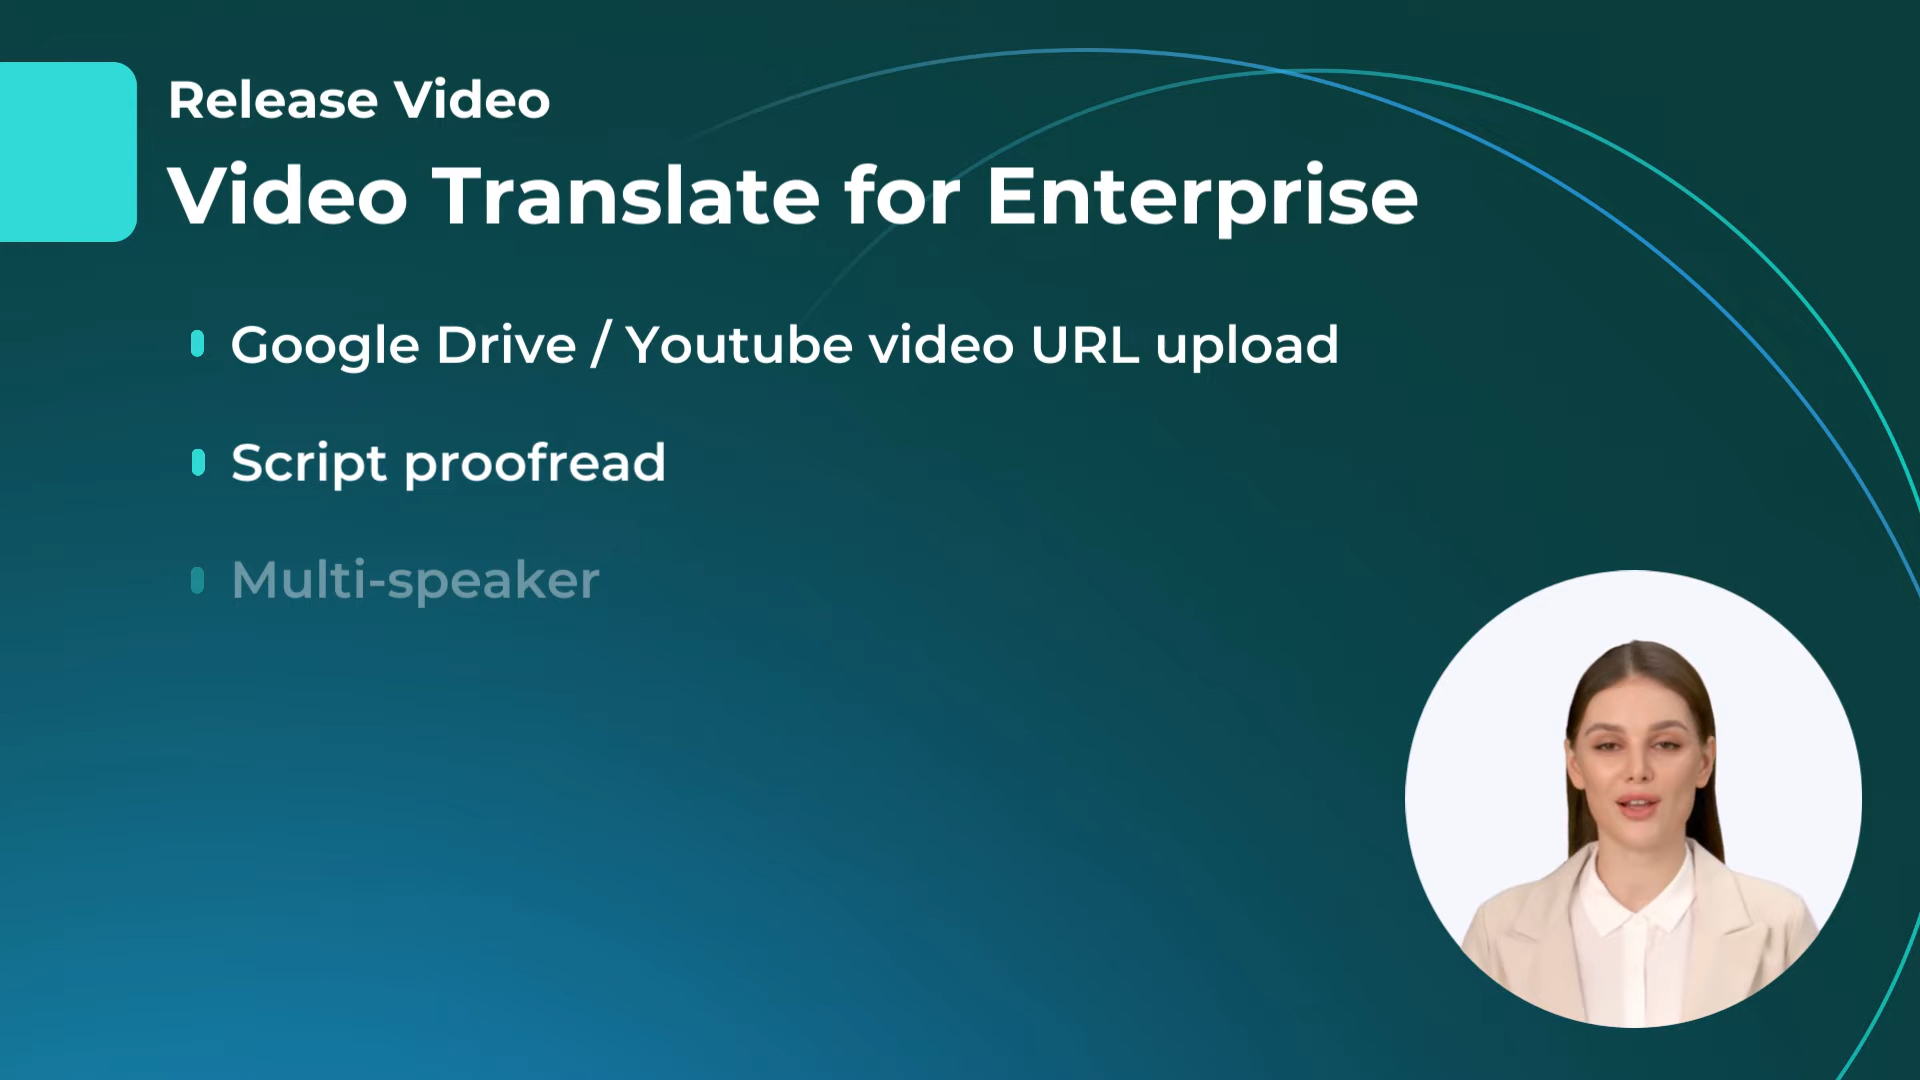 Release Video
Video Translate for Enterprise
Google Drive / Youtube video URL upload
Script proofread
Multi-speaker